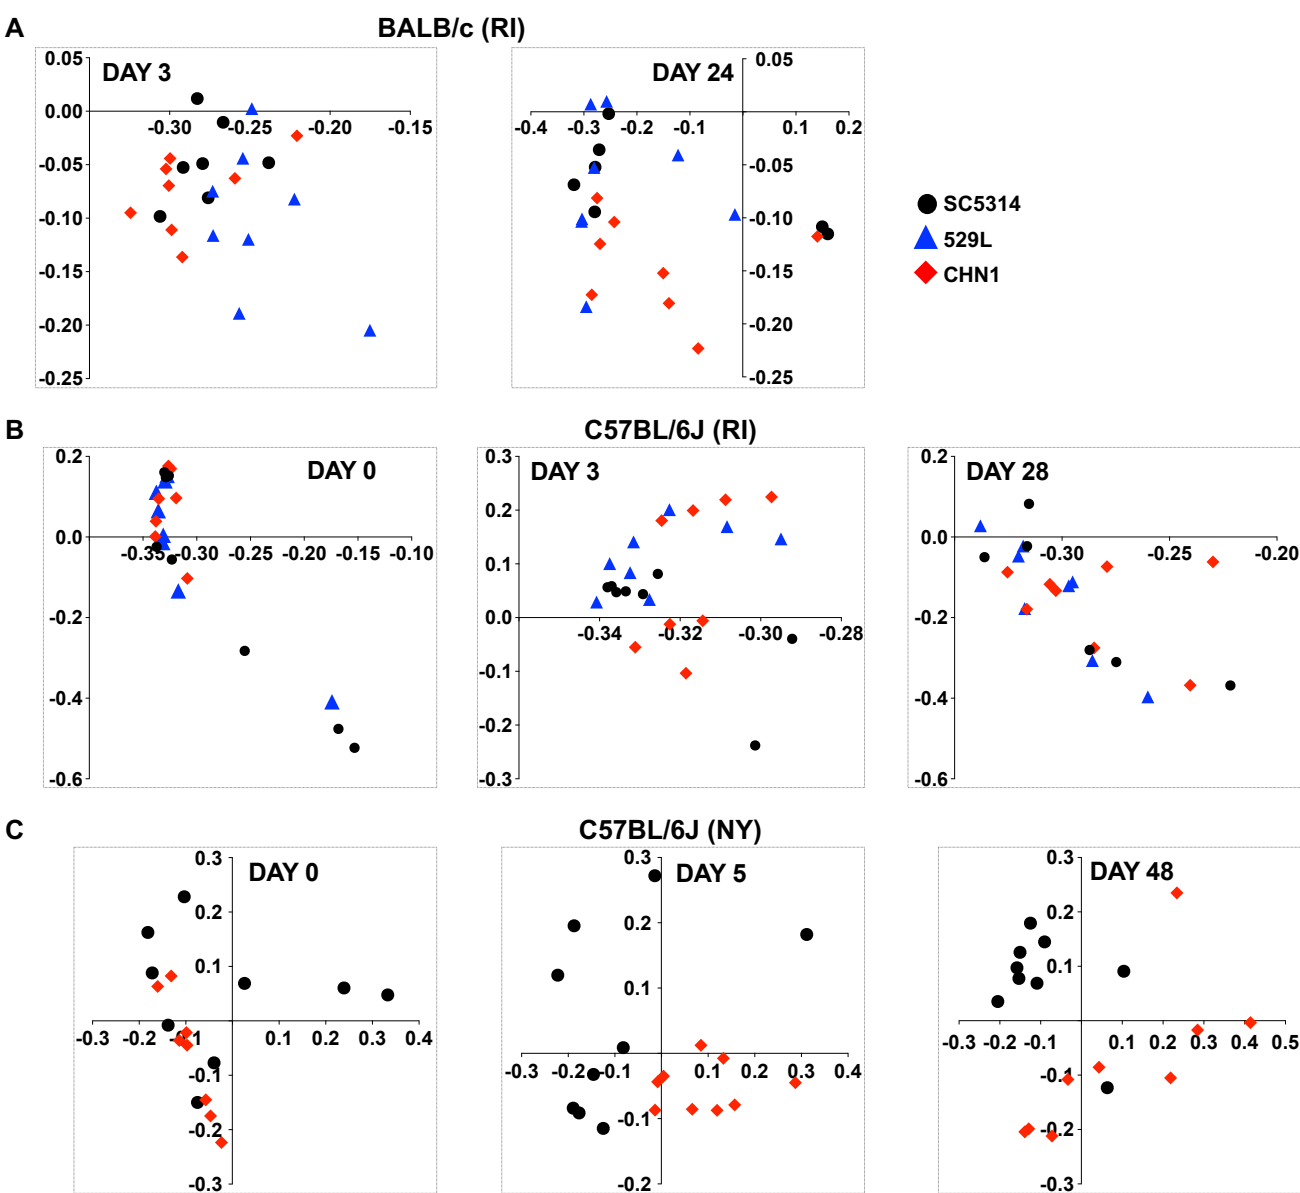 A
BALB/c (RI)
DAY 3
0.05
0.00
-0.05
-0.10
-0.15
-0.20
-0.25
-0.30 -0.25 -0.20 -0.15
DAY 24
0.05
-0.05
-0.10
-0.15
-0.20
-0.25
-0.4 -0.3 -0.2 -0.1 0.1 0.2
SC5314
529L
CHN1
B
C57BL/6J (RI)
DAY 0
0.2
0.0
-0.2
-0.4
-0.6
-0.35 -0.30 -0.25 -0.20 -0.15 -0.10
DAY 3
0.3
0.2
0.1
0.0
-0.1
-0.2
-0.3
-0.34 -0.32 -0.30 -0.28
DAY 28
0.2
0.0
-0.2
-0.4
-0.6
-0.30 -0.25 -0.20
C
C57BL/6J (NY)
DAY 0
0.3
0.2
0.1
-0.1
-0.2
-0.3
-0.3 -0.2 -0.1 0.1 0.2 0.3 0.4
DAY 5
0.3
0.2
0.1
-0.1
-0.2
-0.3 -0.2 -0.1 0.1 0.2 0.3 0.4
DAY 48
0.3
0.2
0.1
-0.1
-0.2
-0.3
-0.3 -0.2 -0.1 0.1 0.2 0.3 0.4 0.5